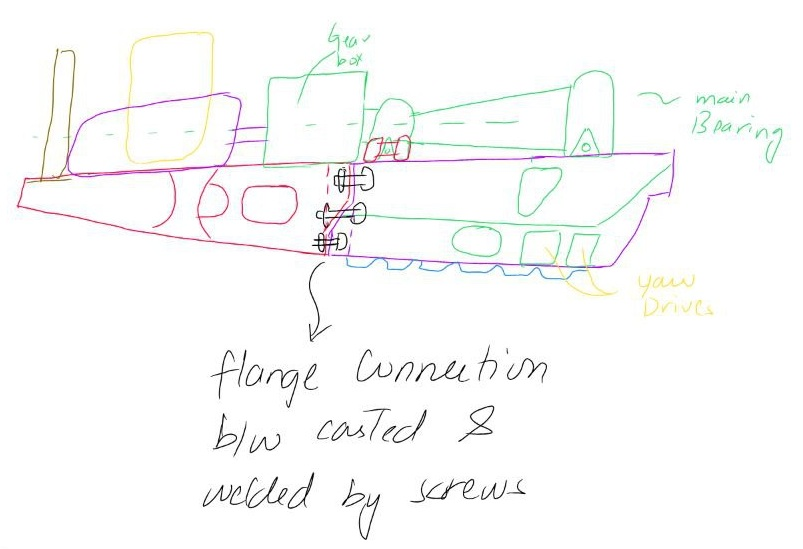 Gear
box
main
Bearing
yaw
Drives
flange Connection
b/w casted &
welded by screws